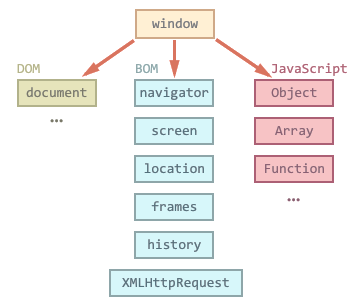 window
DOM
BOM
JavaScript
document
navigator
Object
...
screen
Array
location
Function
frames
...
history
XMLHttpRequest